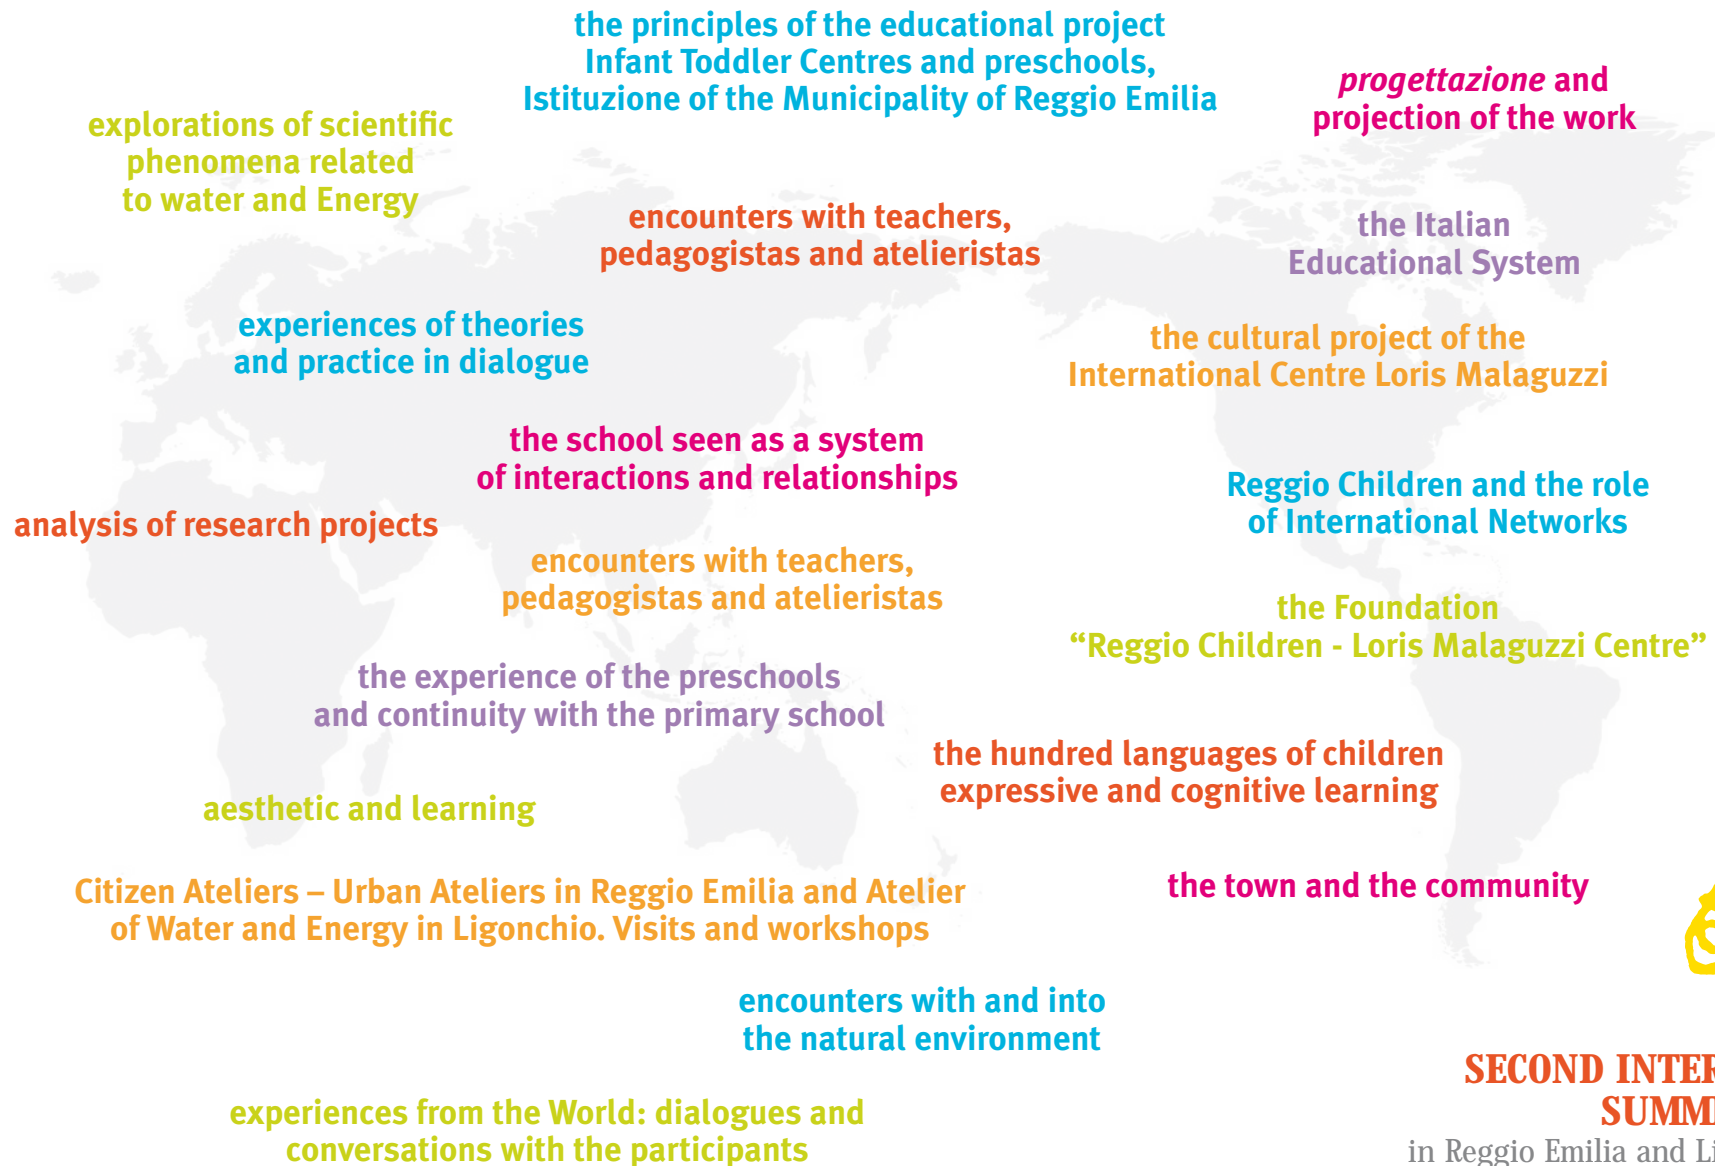 the principles of the educational project
Infant Toddler Centres and preschools,
Istituzione of the Municipality of Reggio Emilia
progettazione and
projection of the work
explorations of scientific
phenomena related
to water and Energy
encounters with teachers,
pedagogistas and atelieristas
the Italian
Educational System
experiences of theories
and practice in dialogue
the cultural project of the
International Centre Loris Malaguzzi
the school seen as a system
of interactions and relationships
Reggio Children and the role
of International Networks
analysis of research projects
encounters with teachers,
pedagogistas and atelieristas
the Foundation
“Reggio Children - Loris Malaguzzi Centre”
the experience of the preschools
and continuity with the primary school
the hundred languages of children
expressive and cognitive learning
aesthetic and learning
Citizen Ateliers – Urban Ateliers in Reggio Emilia and Atelier
of Water and Energy in Ligonchio. Visits and workshops
the town and the community
encounters with and into
the natural environment
SECOND
in Reggio Emilia and
experiences from the World: dialogues and
conversations with the participants